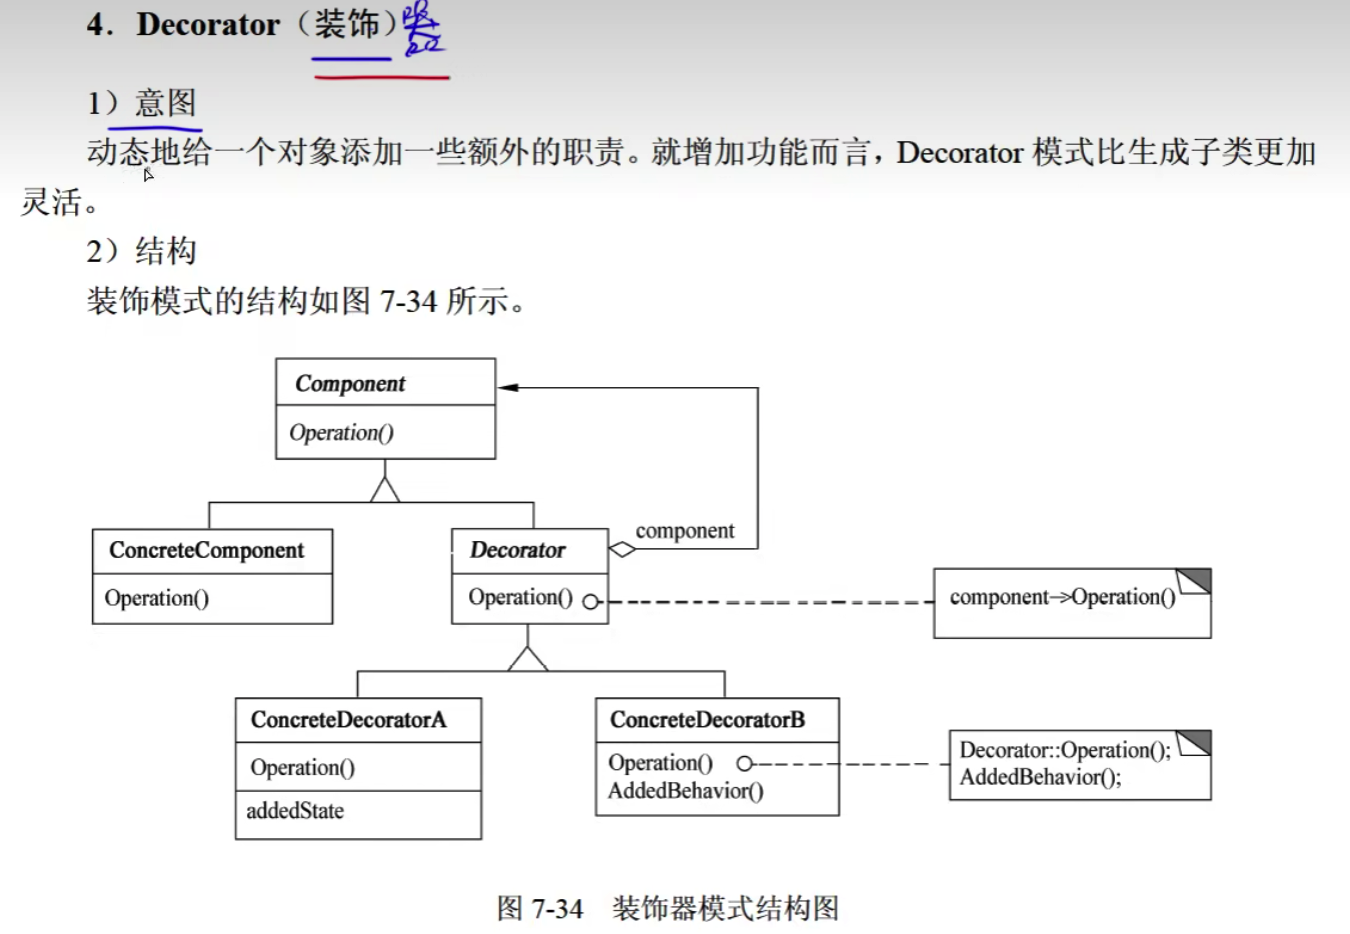 4．Decorator（装饰）器
1）意图
动态地给一个对象添加一些额外的职责。就增加功能而言，Decorator 模式比生成子类更加
灵活。
2）结构
装饰模式的结构如图 7-34 所示。
Component
Operation()
component
ConcreteComponent
Operation()
Decorator
Operation()
component->Operation()
ConcreteDecoratorA
Operation()
addedState
ConcreteDecoratorB
Operation()
AddedBehavior()
Decorator::Operation();
AddedBehavior();
图 7-34 装饰器模式结构图